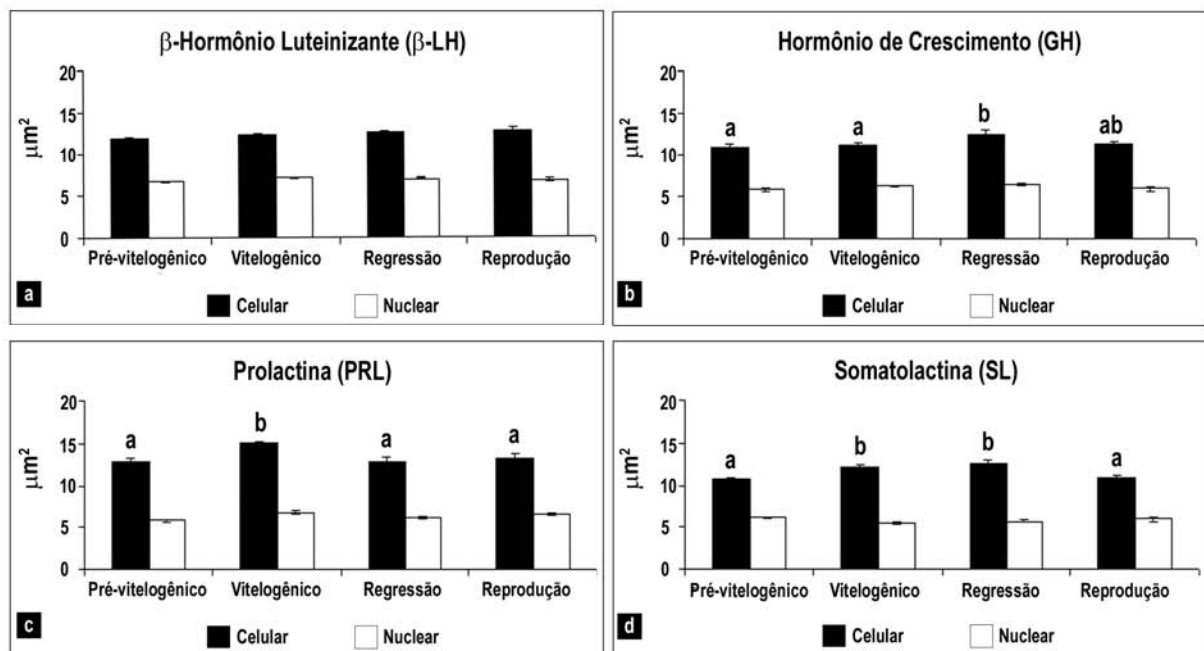 β-Hormônio Luteinizante (β-LH)
20
15
10
5
0
μm²
Pré-vitelogênico Vitelogênico Regressão Reprodução
a
Celular Nuclear
Hormônio de Crescimento (GH)
20
15
10
5
0
μm²
a a b ab
Pré-vitelogênico Vitelogênico Regressão Reprodução
b
Celular Nuclear
Prolactina (PRL)
20
15
10
5
0
μm²
a b a a
Pré-vitelogênico Vitelogênico Regressão Reprodução
c
Celular Nuclear
Somatolactina (SL)
20
15
10
5
0
μm²
a b b a
Pré-vitelogênico Vitelogênico Regressão Reprodução
d
Celular Nuclear